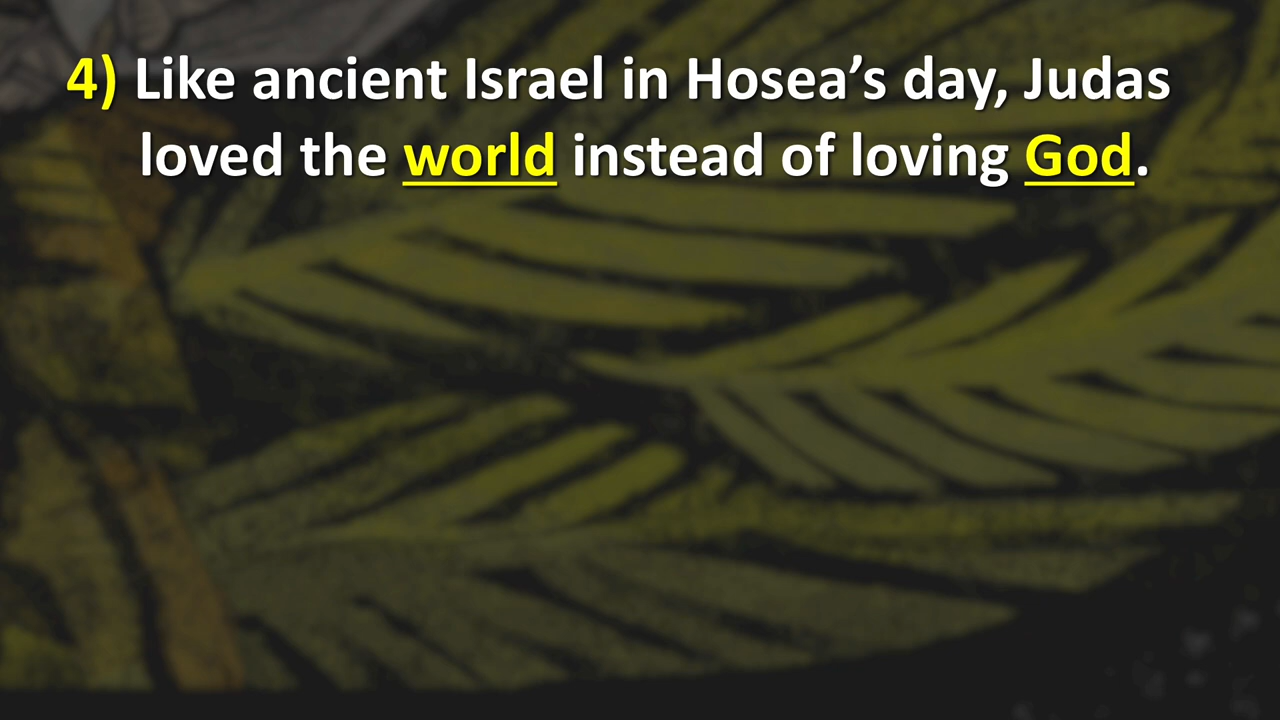 4) Like ancient Israel in Hosea’s day, Judas
loved the world instead of loving God.